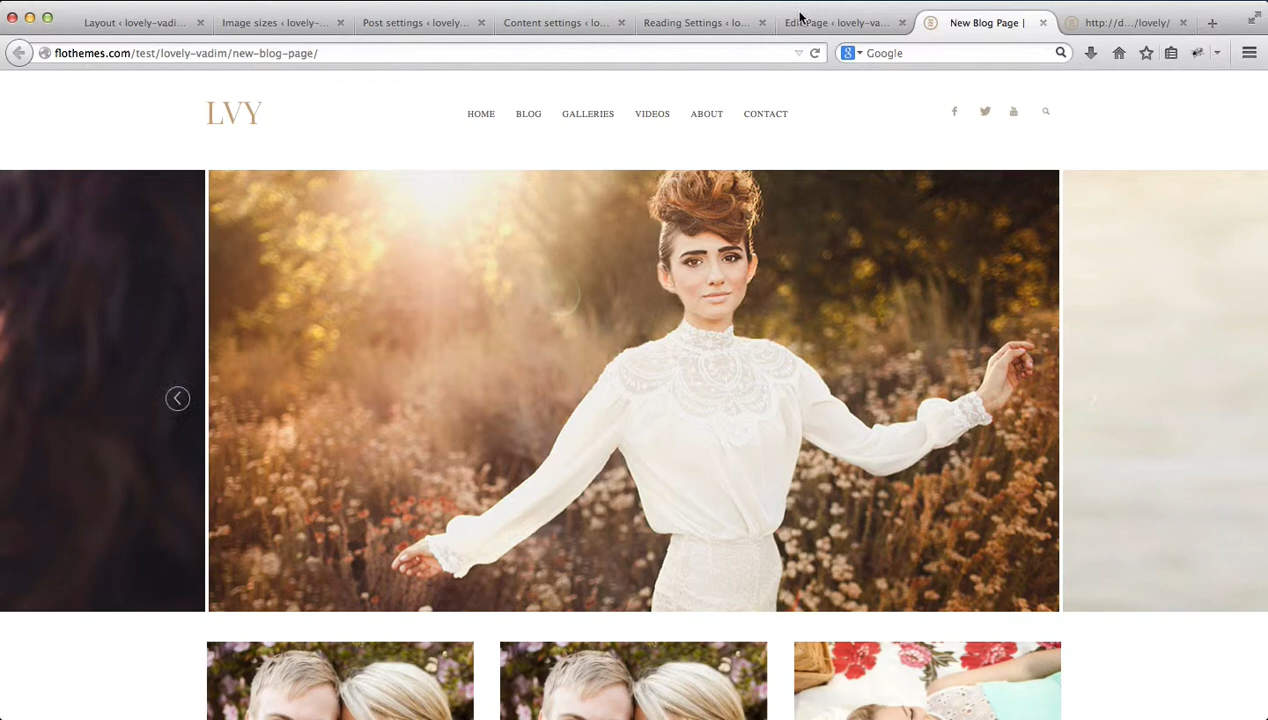 Layout ‹ lovely-vadi...
Image sizes ‹ lovely-...
Post settings ‹ lovely...
Content settings ‹ lo...
Reading Settings ‹ lo...
Edit Page ‹ lovely-va...
New Blog Page |
http://d.../lovely/
flothemes.com/test/lovely-vadim/new-blog-page/
Google
LVY
HOME BLOG GALLERIES VIDEOS ABOUT CONTACT